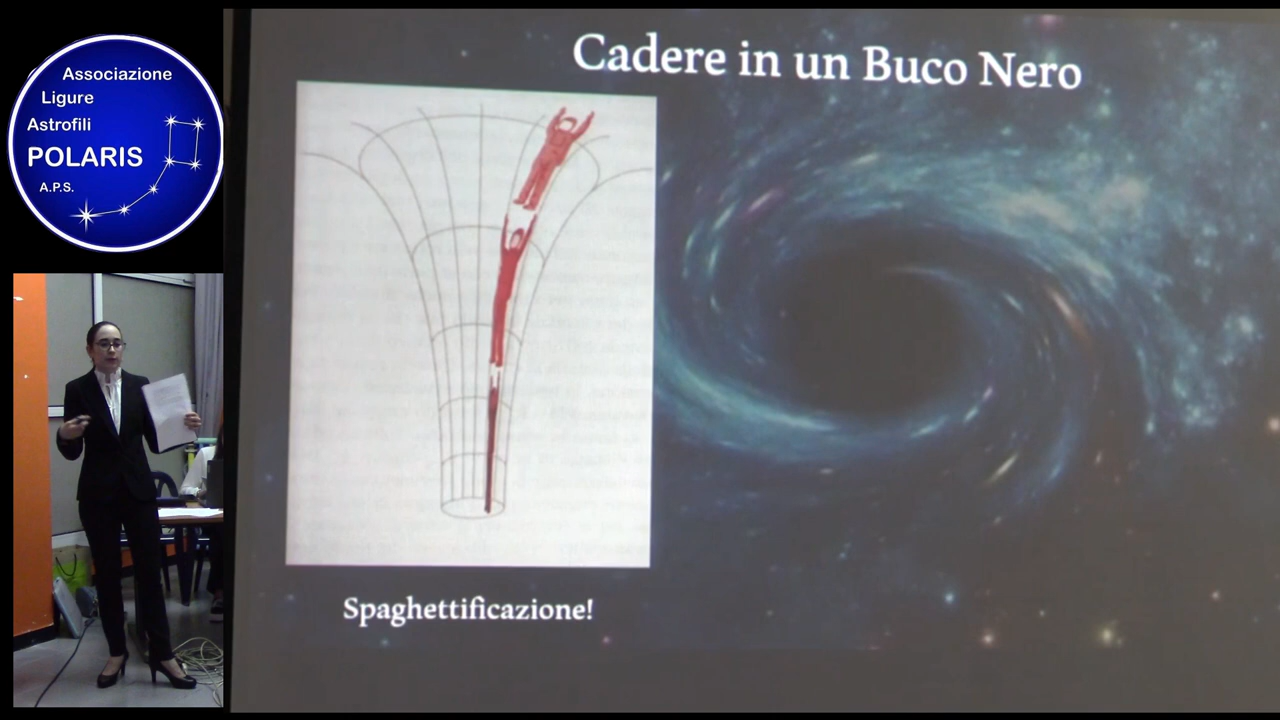 Associazione
Ligure
Astrofili
POLARIS
A.P.S.
Cadere in un Buco Nero
Spaghettificazione!